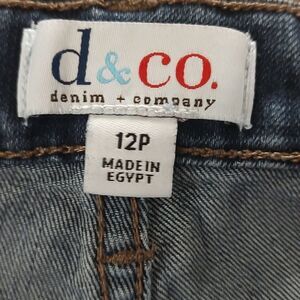 d&co.
denim + company
12P
MADE IN
EGYPT